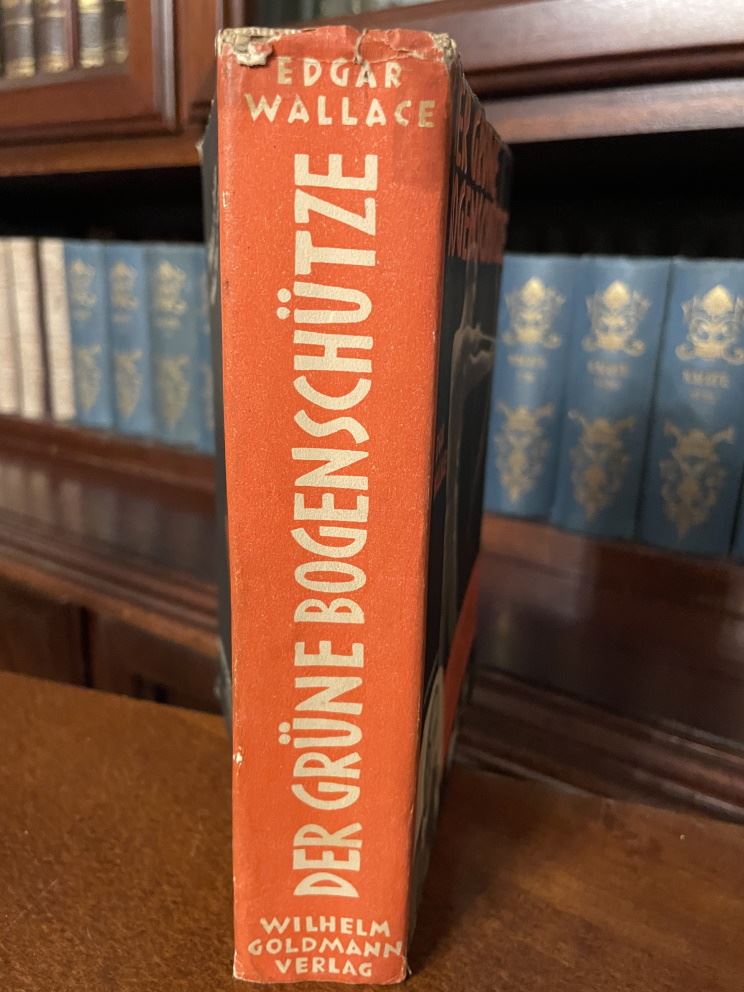 EDGAR
WALLACE
DER GRÜNE BOGENSCHÜTZE
WILHELM
GOLDMANN
VERLAG